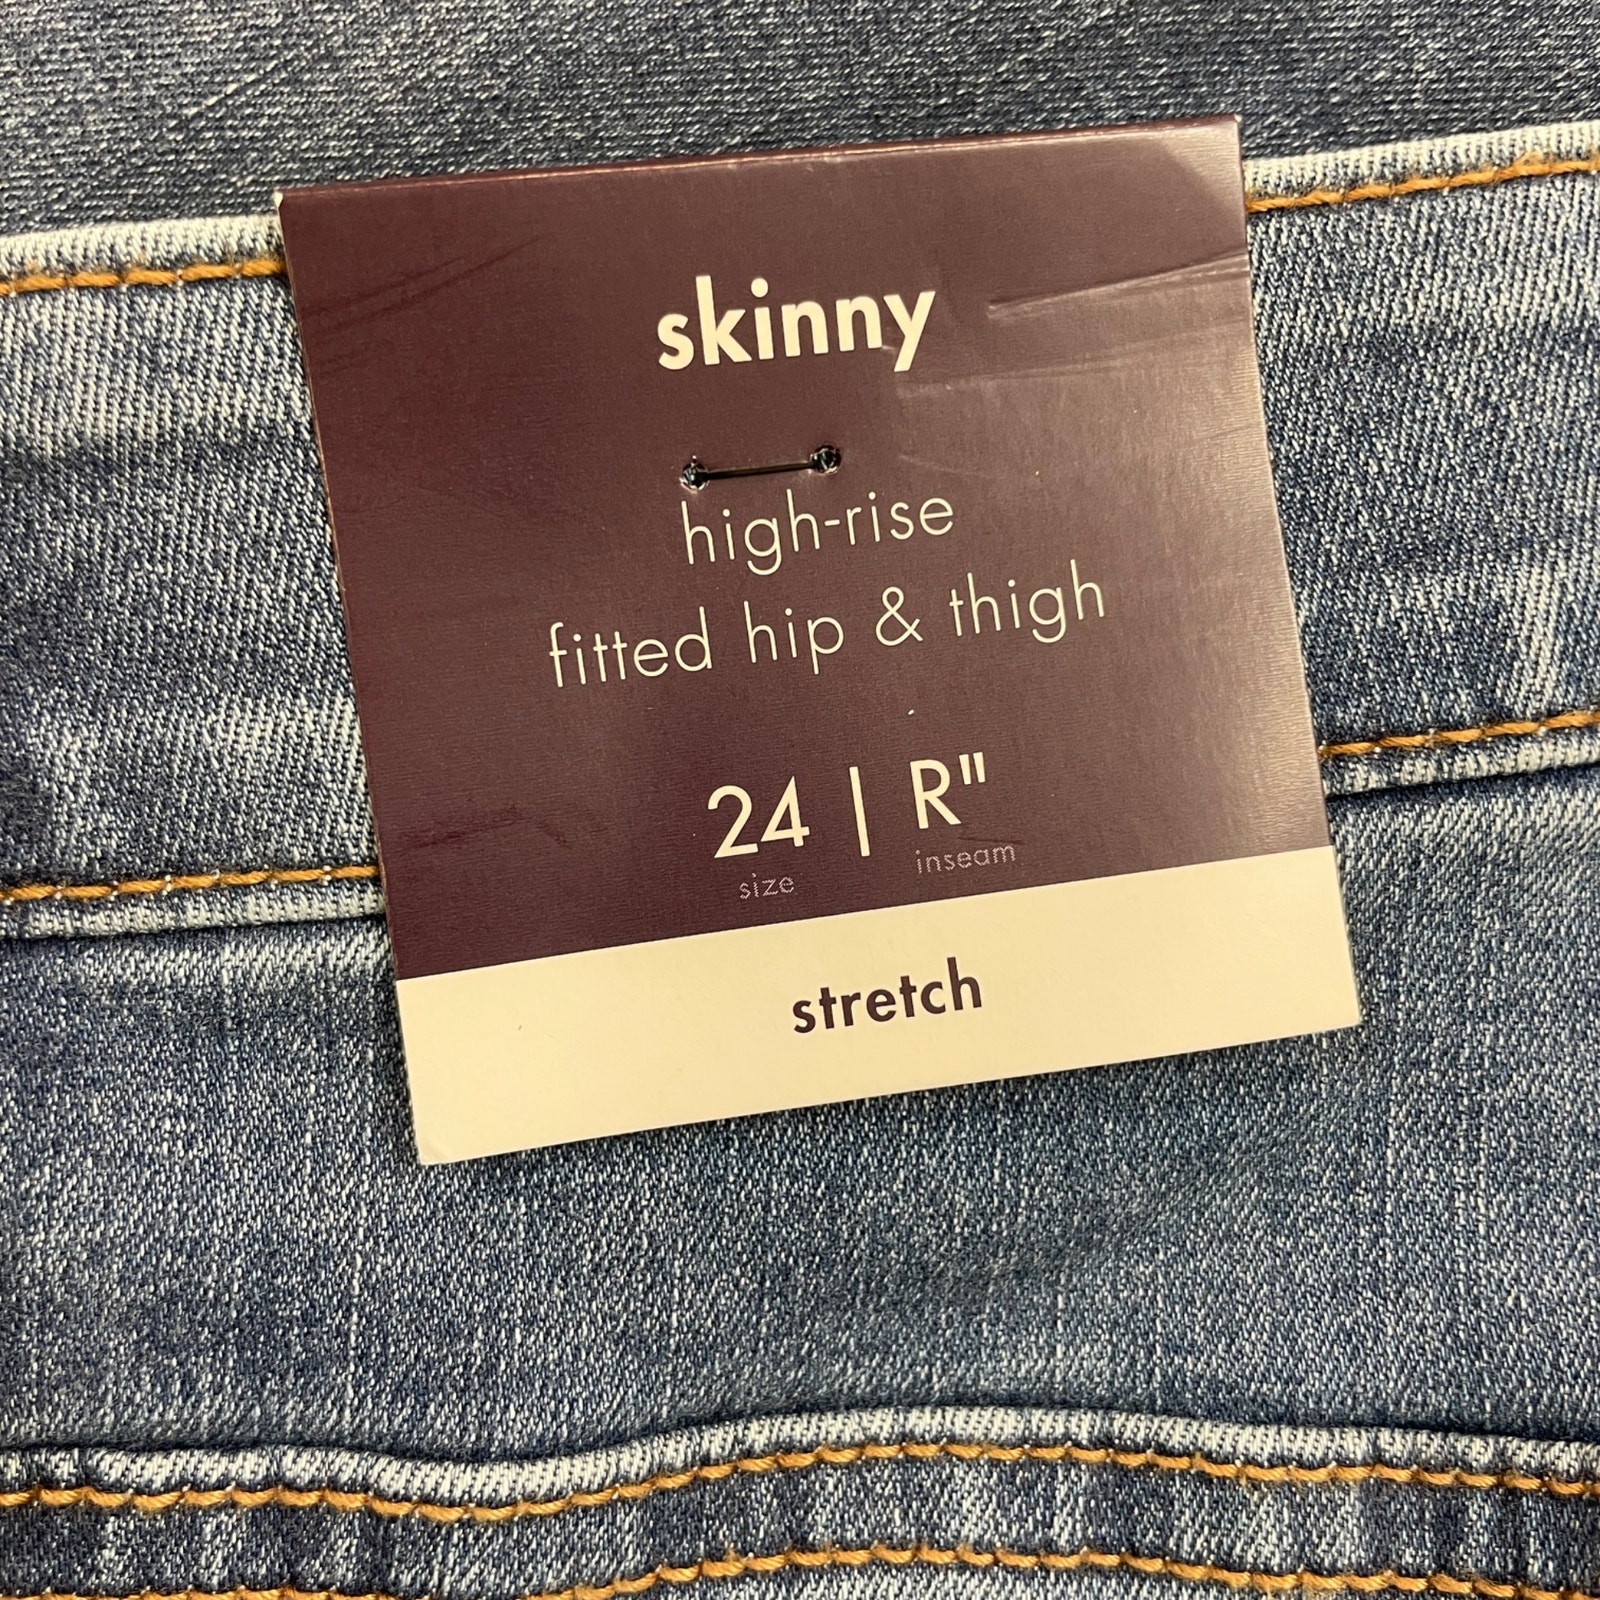 skinny
high-rise
fitted hip & thigh
24 | R"
size inseam
stretch